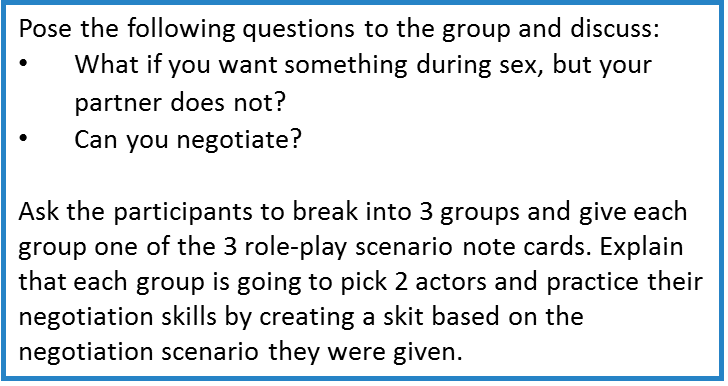 Pose the following questions to the group and discuss:
• What if you want something during sex, but your
partner does not?
• Can you negotiate?
Ask the participants to break into 3 groups and give each
group one of the 3 role-play scenario note cards. Explain
that each group is going to pick 2 actors and practice their
negotiation skills by creating a skit based on the
negotiation scenario they were given.